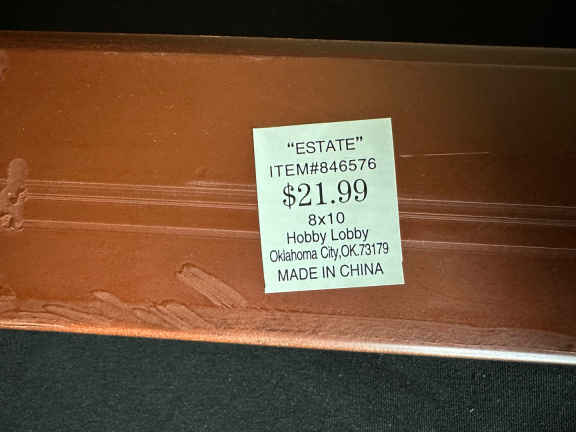 "ESTATE"
ITEM#846576
$21.99
8x10
Hobby Lobby
Oklahoma City,OK.73179
MADE IN CHINA